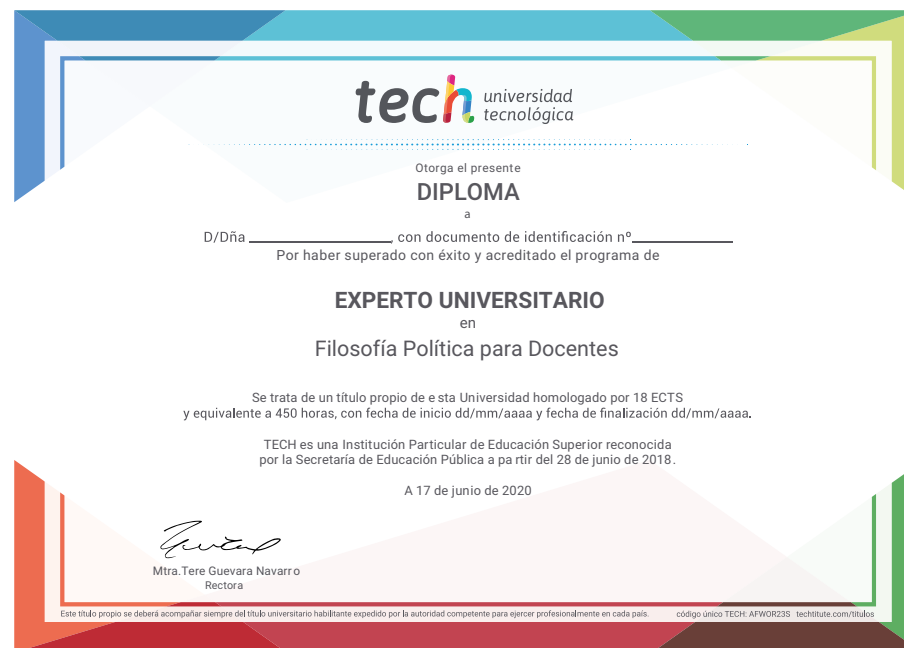 tech universidad
tecnológica
Otorga el presente
DIPLOMA
a
D/Dña , con documento de identificación nº
Por haber superado con éxito y acreditado el programa de
EXPERTO UNIVERSITARIO
en
Filosofía Política para Docentes
Se trata de un título propio de esta Universidad homologado por 18 ECTS
y equivalente a 450 horas, con fecha de inicio dd/mm/aaaa y fecha de finalización dd/mm/aaaa.
TECH es una Institución Particular de Educación Superior reconocida
por la Secretaría de Educación Pública a partir del 28 de junio de 2018.
A 17 de junio de 2020
Mtra.Tere Guevara Navarro
Rectora
Este título propio se deberá acompañar siempre del título universitario habilitante expedido por la autoridad competente para ejercer profesionalmente en cada país. código único TECH: AFWOR23S techtitute.com/títulos